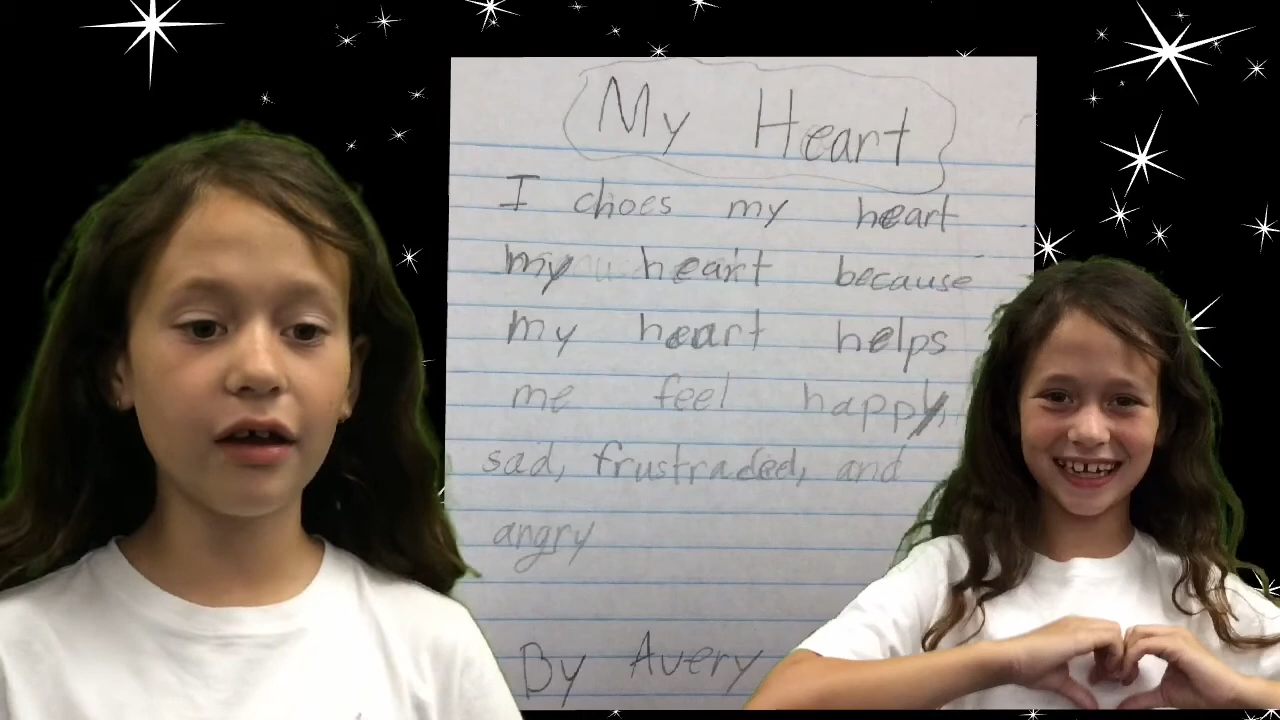 My Heart
I choes my heart
my heart because
my heart helps
me feel happy,
sad, frustraded, and
angry
By Avery